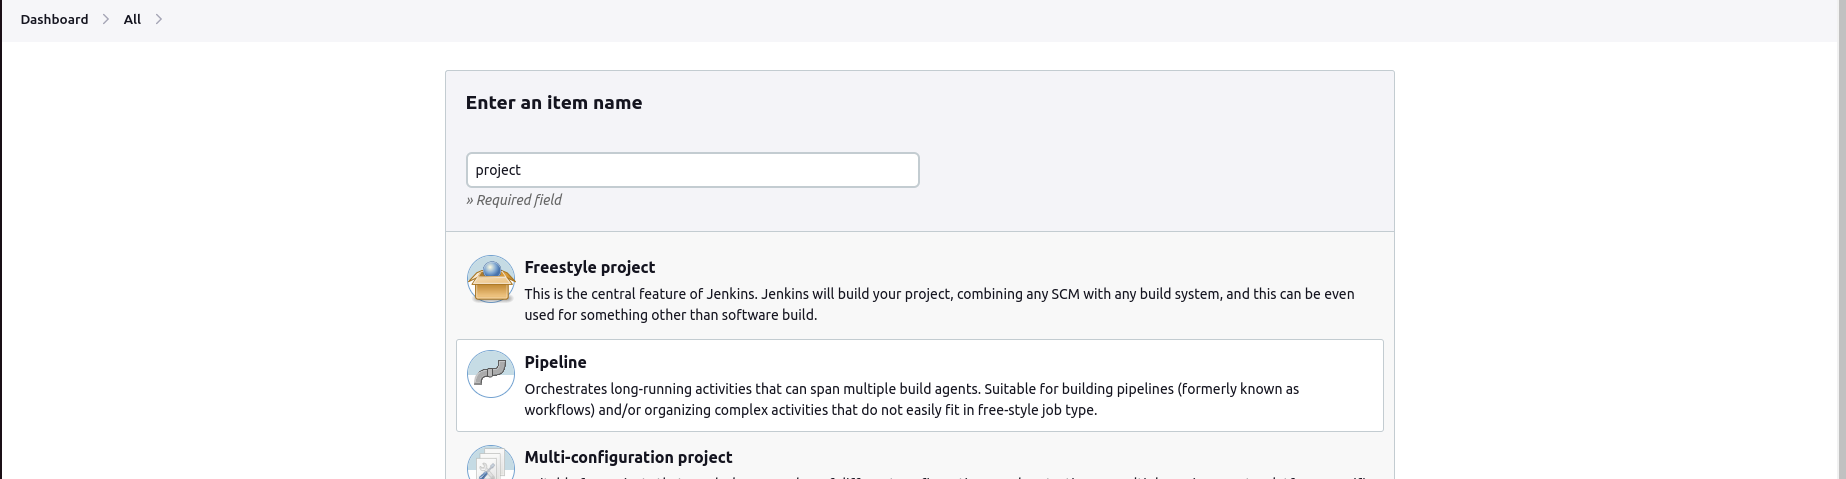 Dashboard > All >
Enter an item name
project
» Required field
Freestyle project
This is the central feature of Jenkins. Jenkins will build your project, combining any SCM with any build system, and this can be even
used for something other than software build.
Pipeline
Orchestrates long-running activities that can span multiple build agents. Suitable for building pipelines (formerly known as
workflows) and/or organizing complex activities that do not easily fit in free-style job type.
Multi-configuration project